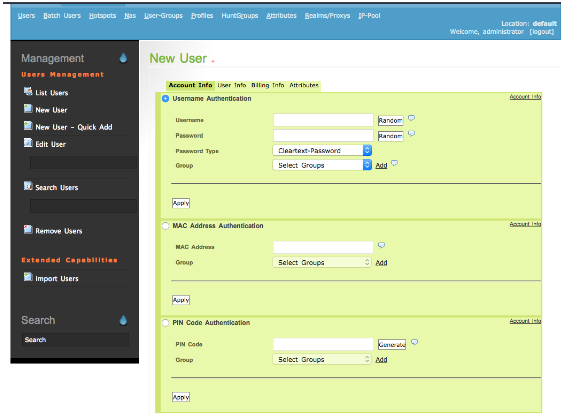 Users Batch Users Hotspots Nas User-Groups Profiles HuntGroups Attributes Realms/Proxys IP-Pool
Location: default
Welcome, administrator [logout]
Management
Users Management
List Users
New User
New User - Quick Add
Edit User
Search Users
Remove Users
Extended Capabilities
Import Users
Search
Search
New User .
Account Info User Info Billing Info Attributes
Username Authentication Account Info
Username Random
Password Random
Password Type Cleartext-Password
Group Select Groups Add
Apply
MAC Address Authentication Account Info
MAC Address
Group Select Groups Add
Apply
PIN Code Authentication Account Info
PIN Code Generate
Group Select Groups Add
Apply